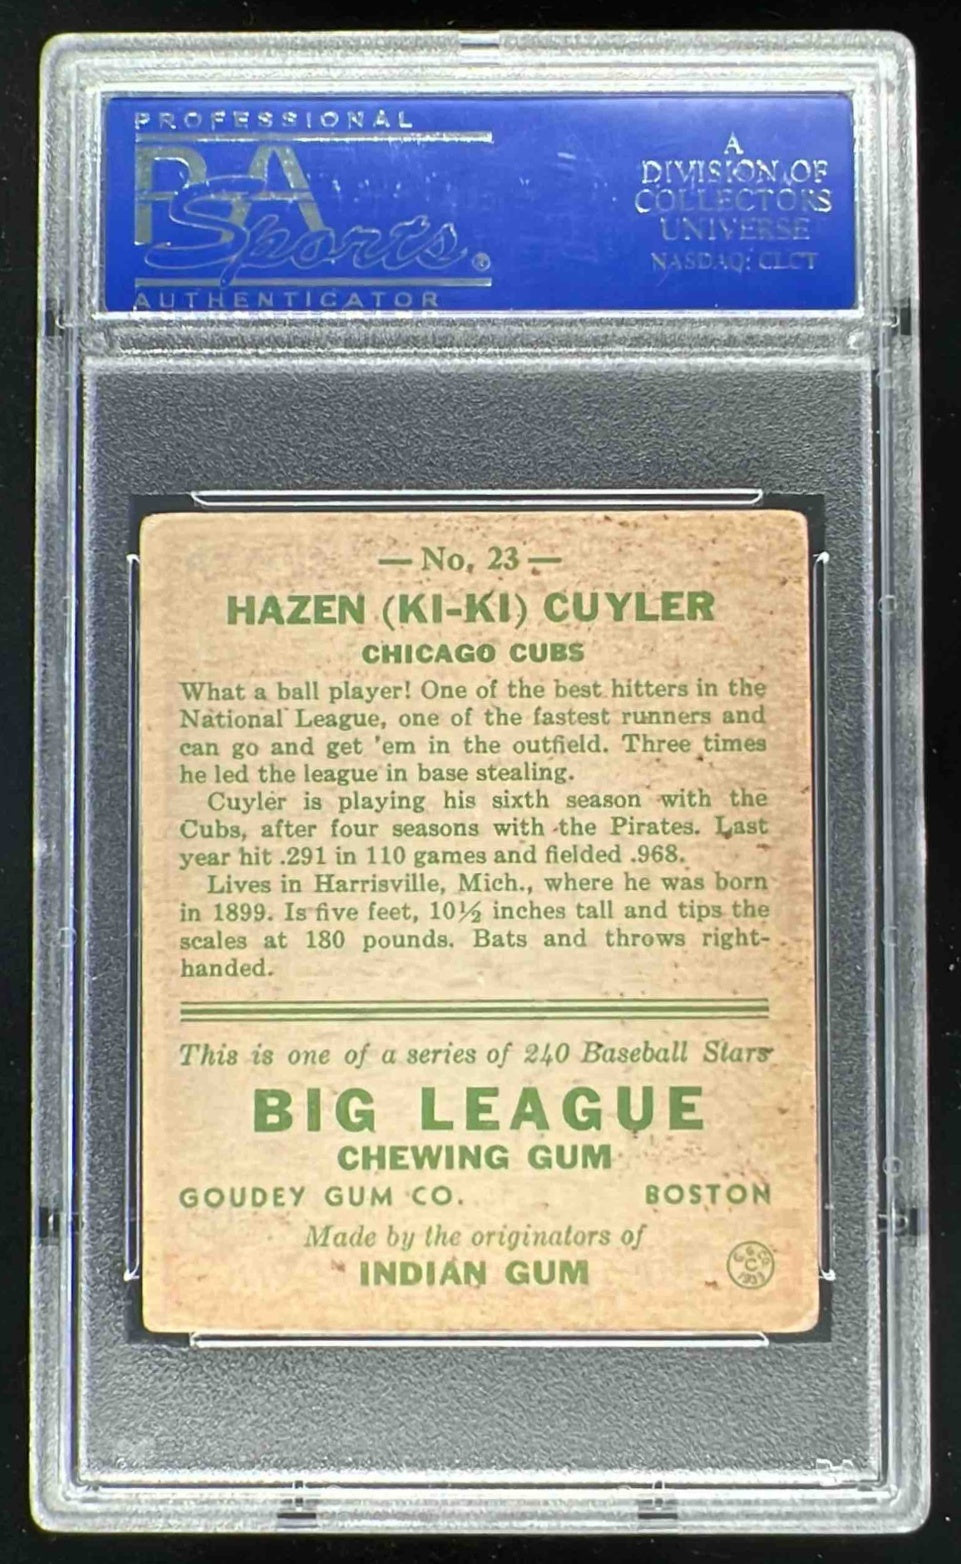 PROFESSIONAL
PSA
Sports®
AUTHENTICATOR
A
DIVISION OF
COLLECTORS
UNIVERSE
NASDAQ: CLCT
— No. 23 —
HAZEN (KI-KI) CUYLER
CHICAGO CUBS
What a ball player! One of the best hitters in the
National League, one of the fastest runners and
can go and get 'em in the outfield. Three times
he led the league in base stealing.
Cuyler is playing his sixth season with the
Cubs, after four seasons with the Pirates. Last
year hit .291 in 110 games and fielded .968.
Lives in Harrisville, Mich., where he was born
in 1899. Is five feet, 10½ inches tall and tips the
scales at 180 pounds. Bats and throws right-
handed.
This is one of a series of 240 Baseball Stars
BIG LEAGUE
CHEWING GUM
GOUDEY GUM CO. BOSTON
Made by the originators of
INDIAN GUM
G. G. CO.
C
1933